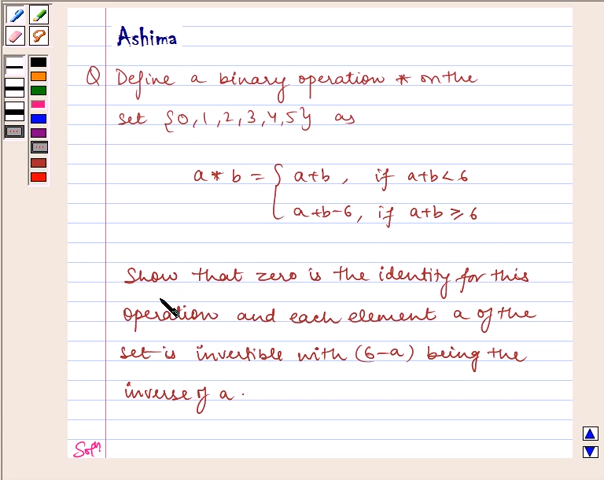 Ashima
Q Define a binary operation * on the
set {0,1,2,3,4,5} as
a * b = { a+b , if a+b < 6
a+b-6, if a+b ≥ 6
Show that zero is the identity for this
operation and each element a of the
set is invertible with (6-a) being the
inverse of a .
Solⁿ